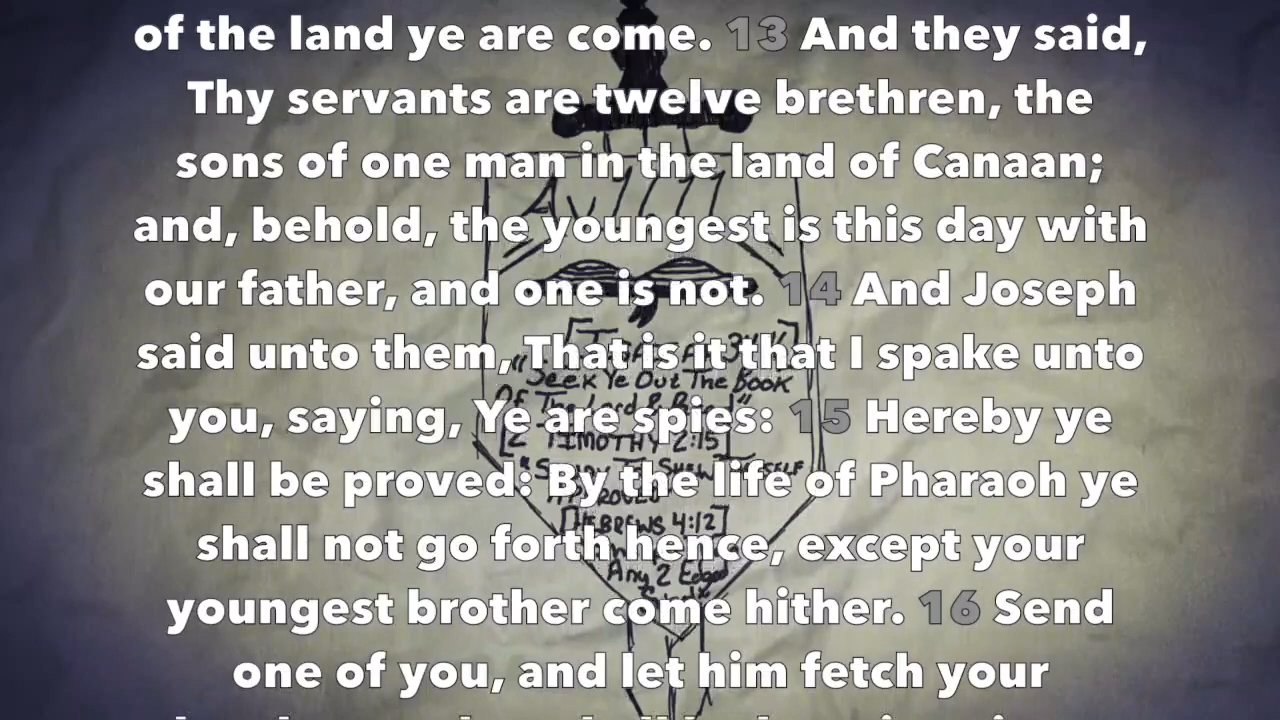 of the land ye are come. 13 And they said,
Thy servants are twelve brethren, the
sons of one man in the land of Canaan;
Av1711
and, behold, the youngest is this day with
our father, and one is not. 14 And Joseph
said unto them, That is it that I spake unto
"Seek Ye Out The Book
Of The Lord & Read"
you, saying, Ye are spies: 15 Hereby ye
[2 TIMOTHY 2:15]
shall be proved: By the life of Pharaoh ye
APPROVED
[HEBREWS 4:12]
shall not go forth hence, except your
Any 2 Edged
youngest brother come hither. 16 Send
one of you, and let him fetch your